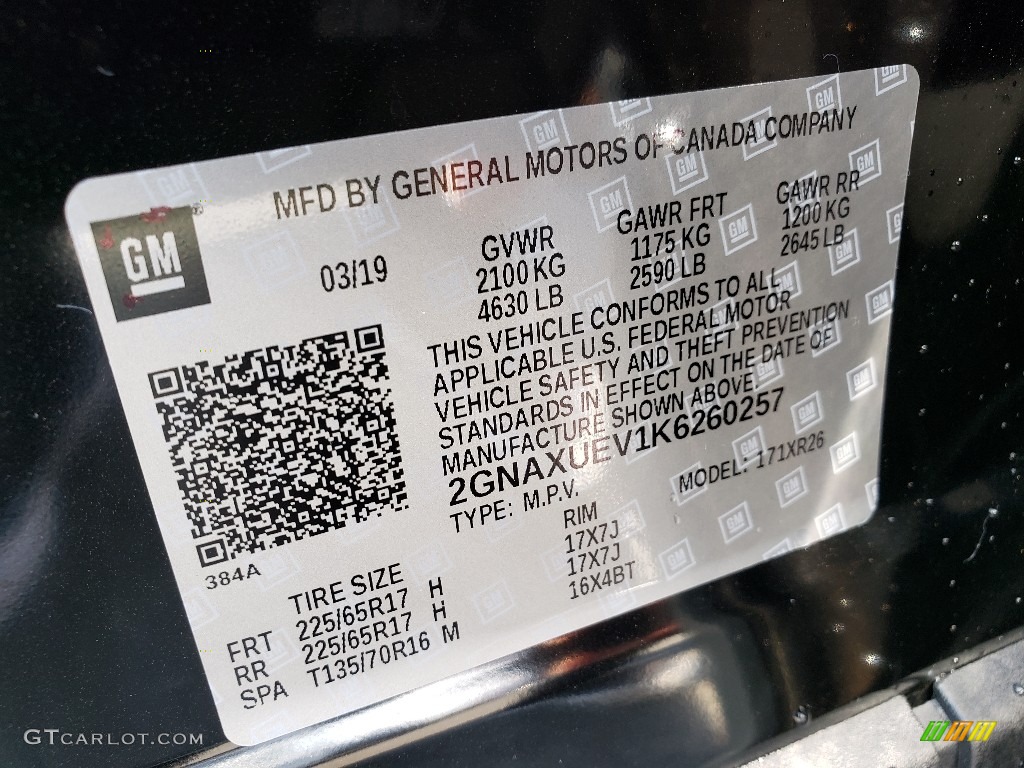 MFD BY GENERAL MOTORS OF CANADA COMPANY
GM
03/19
GVWR
2100 KG
4630 LB
GAWR FRT
1175 KG
2590 LB
GAWR RR
1200 KG
2645 LB
THIS VEHICLE CONFORMS TO ALL
APPLICABLE U.S. FEDERAL MOTOR
VEHICLE SAFETY AND THEFT PREVENTION
STANDARDS IN EFFECT ON THE DATE OF
MANUFACTURE SHOWN ABOVE.
2GNAXUEV1K6260257
TYPE: M.P.V. MODEL: 171XR26
384A
TIRE SIZE RIM
FRT 225/65R17 H 17X7J
RR 225/65R17 H 17X7J
SPA T135/70R16 M 16X4BT
GTCARLOT.COM